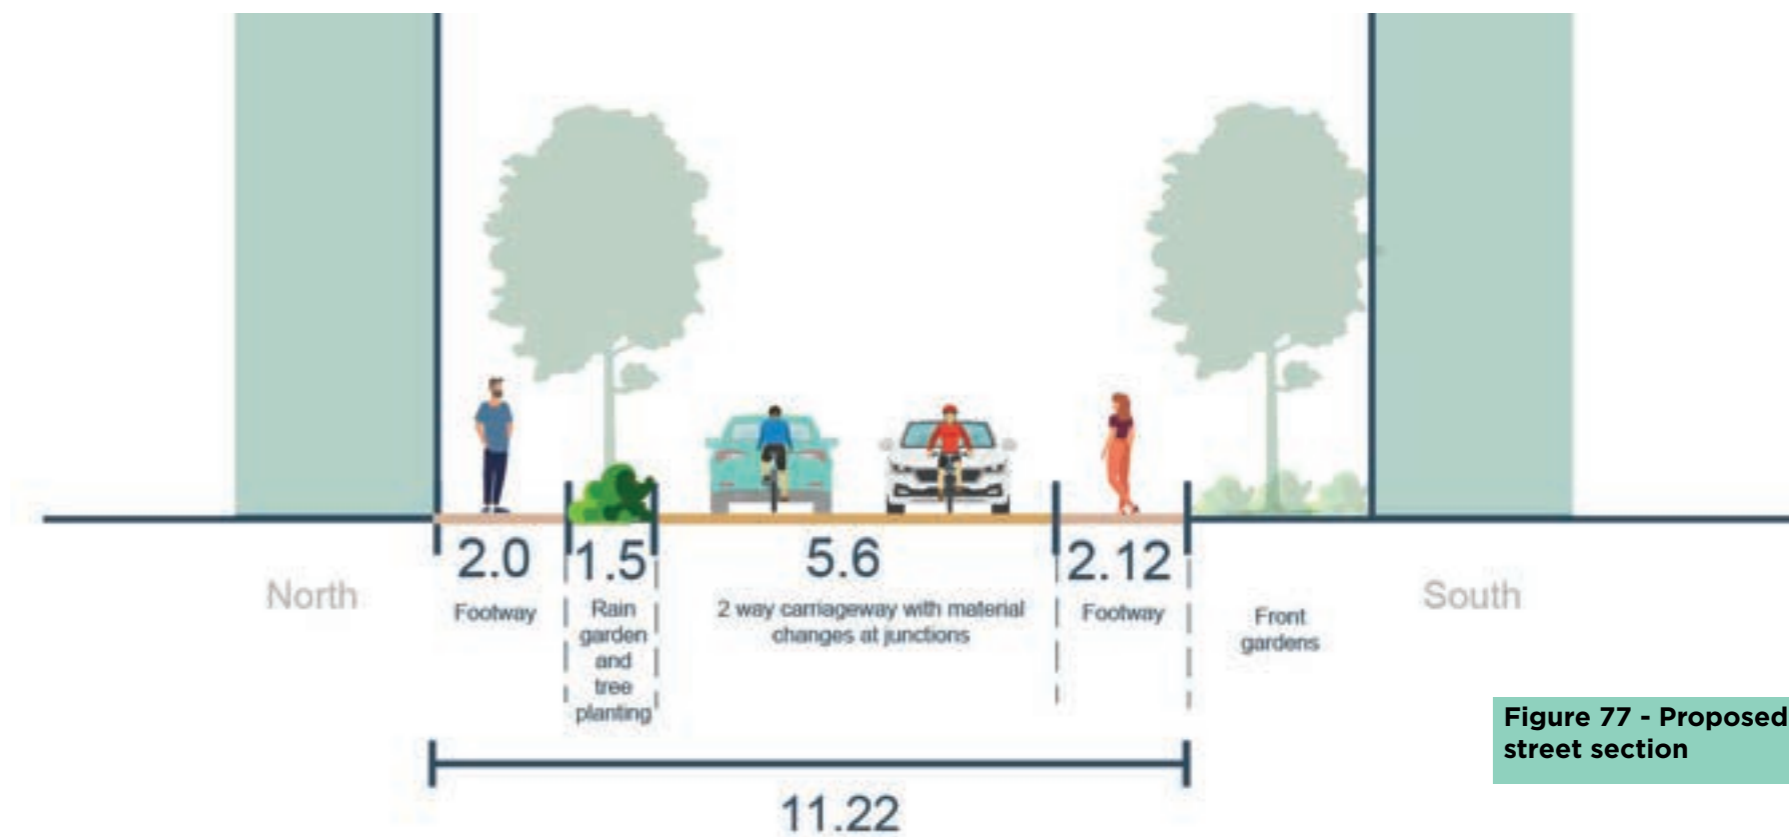 North
2.0
Footway
1.5
Rain
garden
and
tree
planting
5.6
2 way carriageway with material
changes at junctions
2.12
Footway
Front
gardens
South
11.22
Figure 77 - Proposed
street section